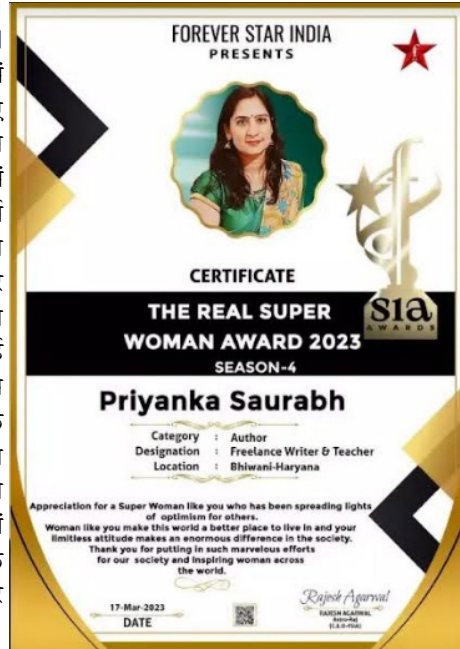 FOREVER STAR INDIA
PRESENTS
CERTIFICATE
THE REAL SUPER
WOMAN AWARD 2023
SEASON-4
sia
AWARDS
Priyanka Saurabh
Category : Author
Designation : Freelance Writer & Teacher
Location : Bhiwani-Haryana
Appreciation for a Super Woman like you who has been spreading lights
of optimism for others.
Woman like you make this world a better place to live in and your
limitless attitude makes an enormous difference in the society.
Thank you for putting in such marvelous efforts
for our society and inspiring woman across
the world.
17-Mar-2023
DATE
Rajesh Agarwal
RAJESH AGARWAL